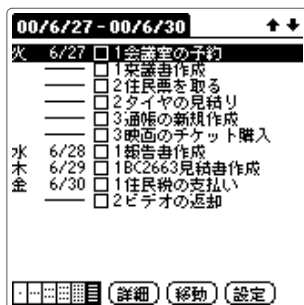 00/6/27 - 00/6/30
火 6/27 1会議室の予約
1稟議書作成
2住民票を取る
2タイヤの見積り
3通帳の新規作成
3映画のチケット購入
水 6/28 1報告書作成
木 6/29 1BC2663見積書作成
金 6/30 1住民税の支払い
2ビデオの返却
詳細 移動 設定